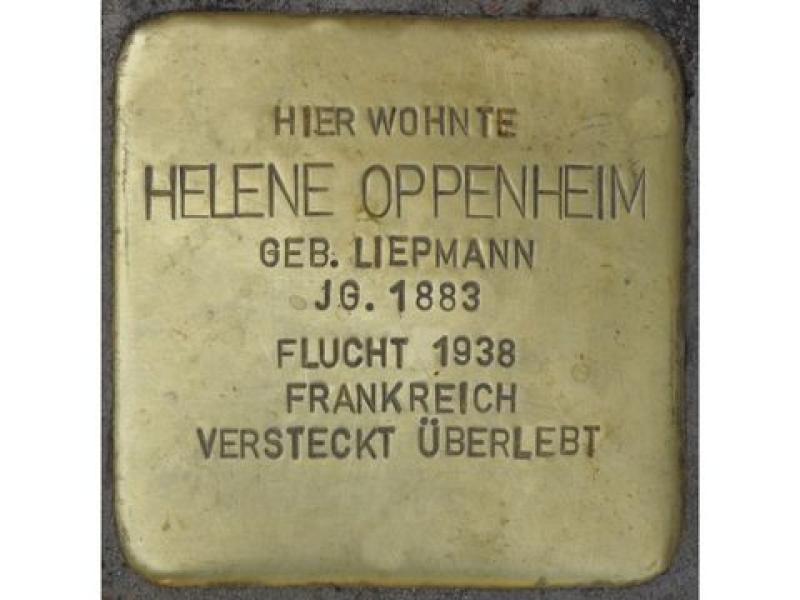 HIER WOHNTE
HELENE OPPENHEIM
GEB. LIEPMANN
JG. 1883
FLUCHT 1938
FRANKREICH
VERSTECKT ÜBERLEBT